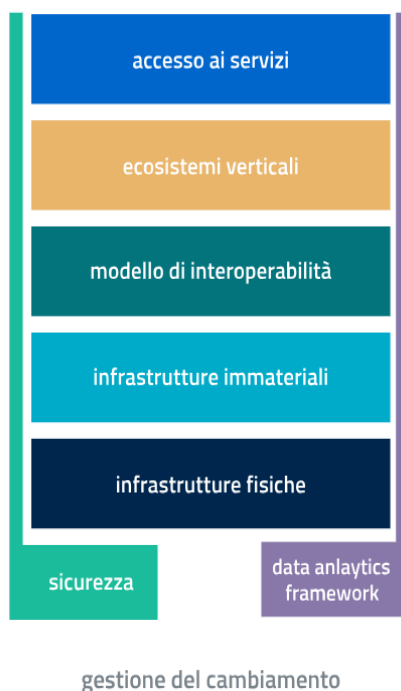 accesso ai servizi
ecosistemi verticali
modello di interoperabilità
infrastrutture immateriali
infrastrutture fisiche
sicurezza
data anlaytics
framework
gestione del cambiamento